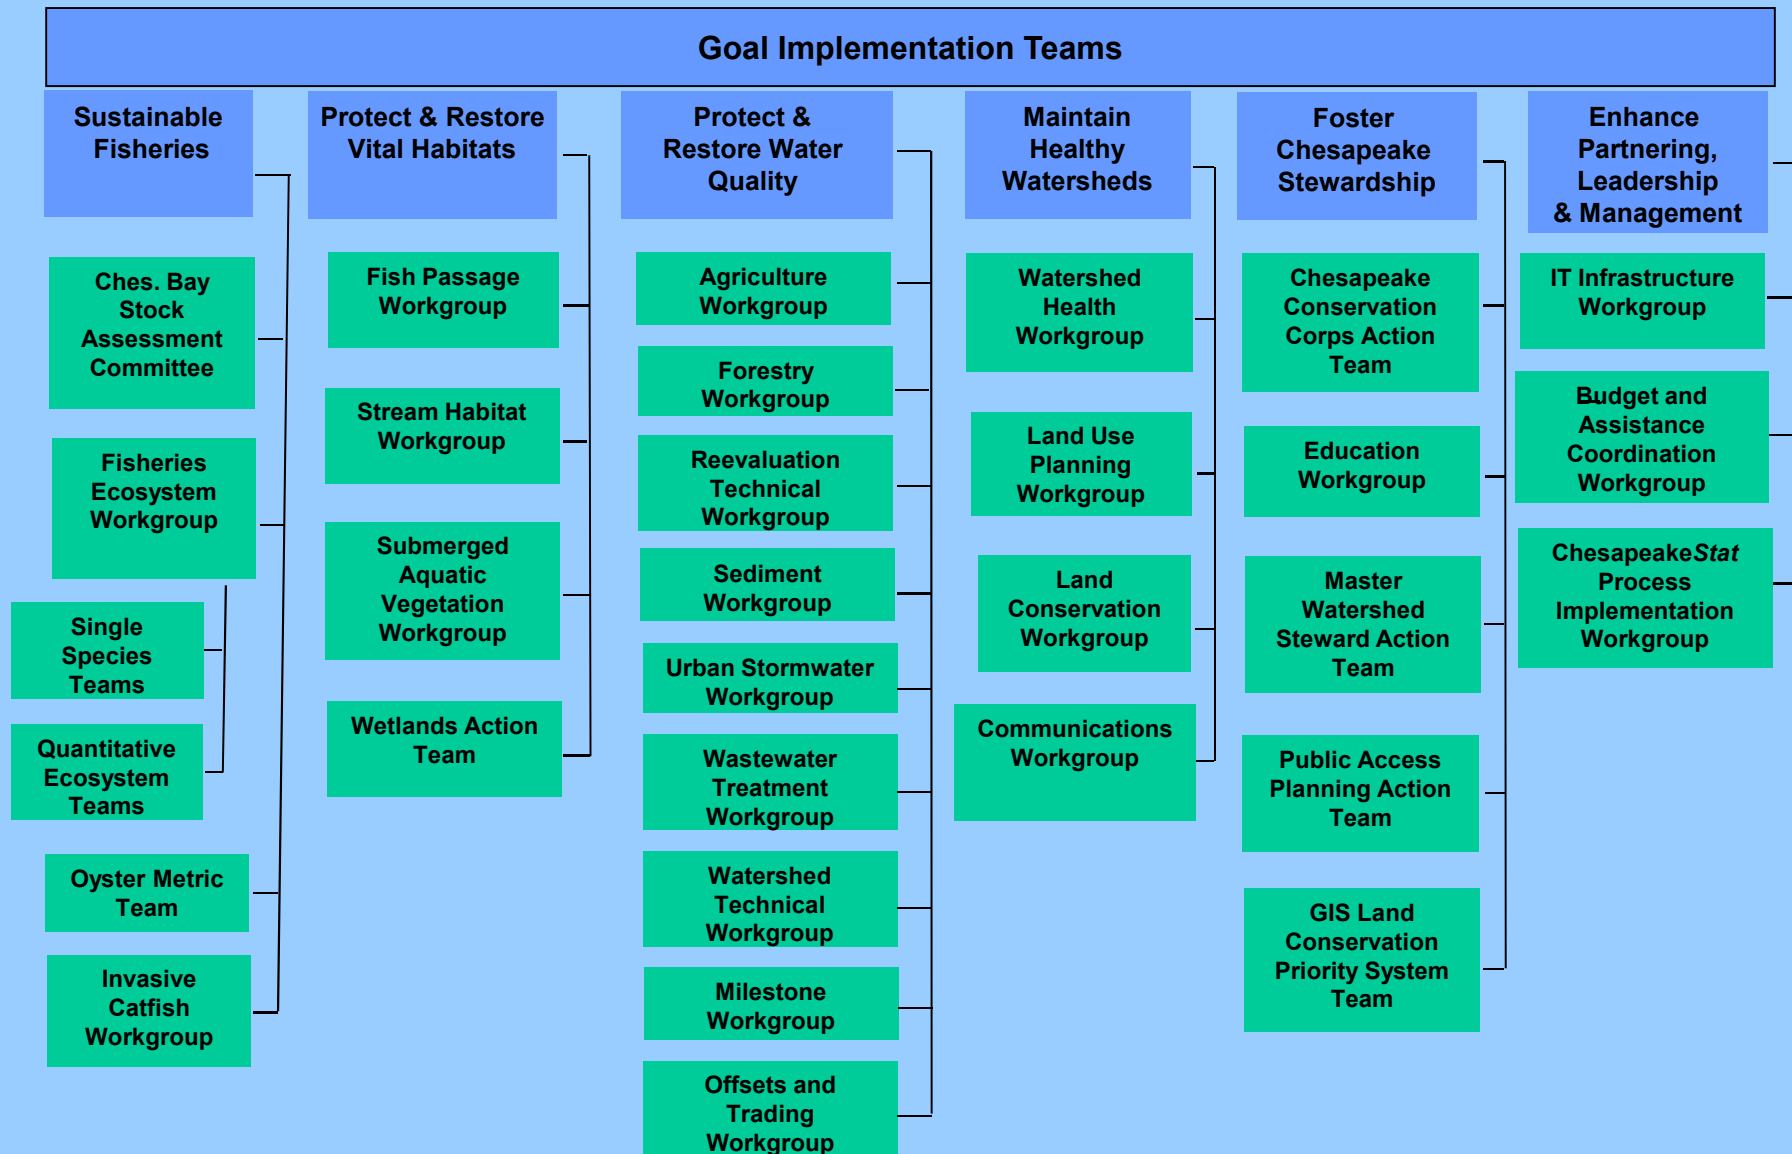 Goal Implementation Teams
Sustainable
Fisheries
Ches. Bay
Stock
Assessment
Committee
Fisheries
Ecosystem
Workgroup
Single
Species
Teams
Quantitative
Ecosystem
Teams
Oyster Metric
Team
Invasive
Catfish
Workgroup
Protect & Restore
Vital Habitats
Fish Passage
Workgroup
Stream Habitat
Workgroup
Submerged
Aquatic
Vegetation
Workgroup
Wetlands Action
Team
Protect &
Restore Water
Quality
Agriculture
Workgroup
Forestry
Workgroup
Reevaluation
Technical
Workgroup
Sediment
Workgroup
Urban Stormwater
Workgroup
Wastewater
Treatment
Workgroup
Watershed
Technical
Workgroup
Milestone
Workgroup
Offsets and
Trading
Workgroup
Maintain
Healthy
Watersheds
Watershed
Health
Workgroup
Land Use
Planning
Workgroup
Land
Conservation
Workgroup
Communications
Workgroup
Foster
Chesapeake
Stewardship
Chesapeake
Conservation
Corps Action
Team
Education
Workgroup
Master
Watershed
Steward Action
Team
Public Access
Planning Action
Team
GIS Land
Conservation
Priority System
Team
Enhance
Partnering,
Leadership
& Management
IT Infrastructure
Workgroup
Budget and
Assistance
Coordination
Workgroup
ChesapeakeStat
Process
Implementation
Workgroup